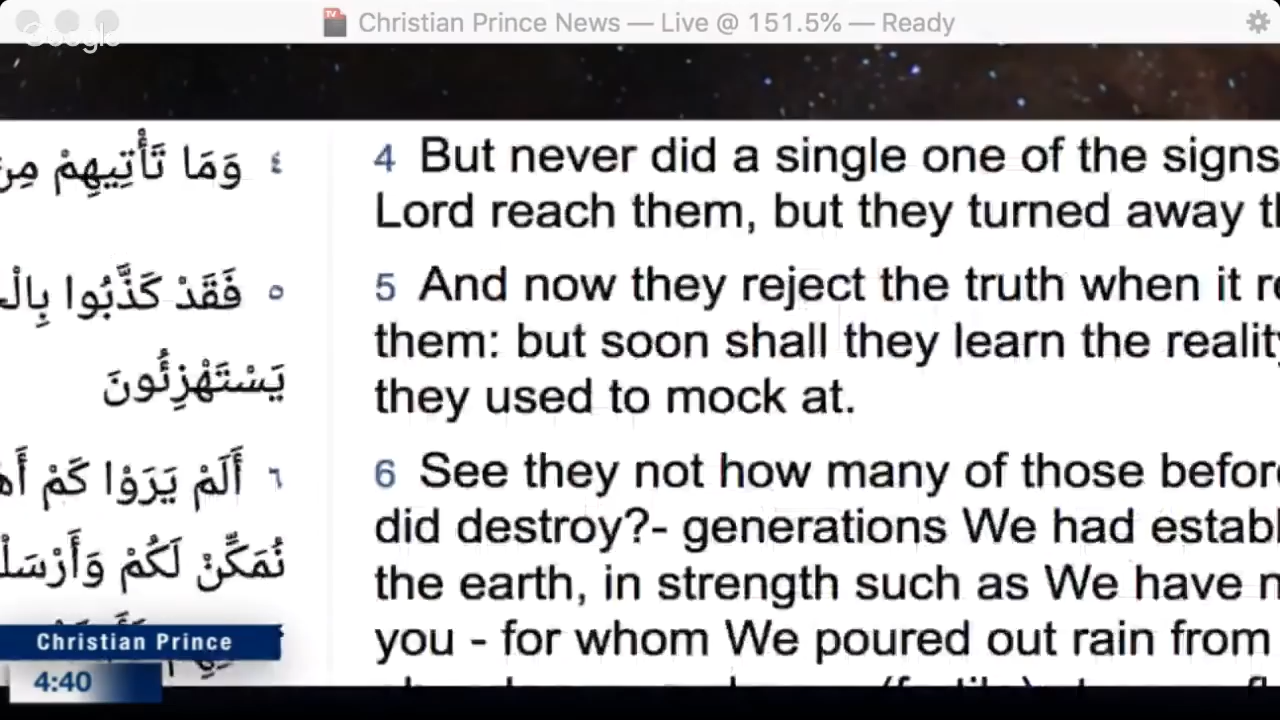 Christian Prince News — Live @ 151.5% — Ready
Google
٤ وَمَا تَأْتِيهِمْ مِن
4 But never did a single one of the signs
Lord reach them, but they turned away
٥ فَقَدْ كَذَّبُوا
يَسْتَهْزِئُونَ
5 And now they reject the truth when it
them: but soon shall they learn the reality
they used to mock at.
٦ أَلَمْ يَرَوْا كَمْ
نُمَكِّنْ لَكُمْ
6 See they not how many of those before
did destroy?- generations We had
the earth, in strength such as We have
you - for whom We poured out rain from
Christian Prince
4:40